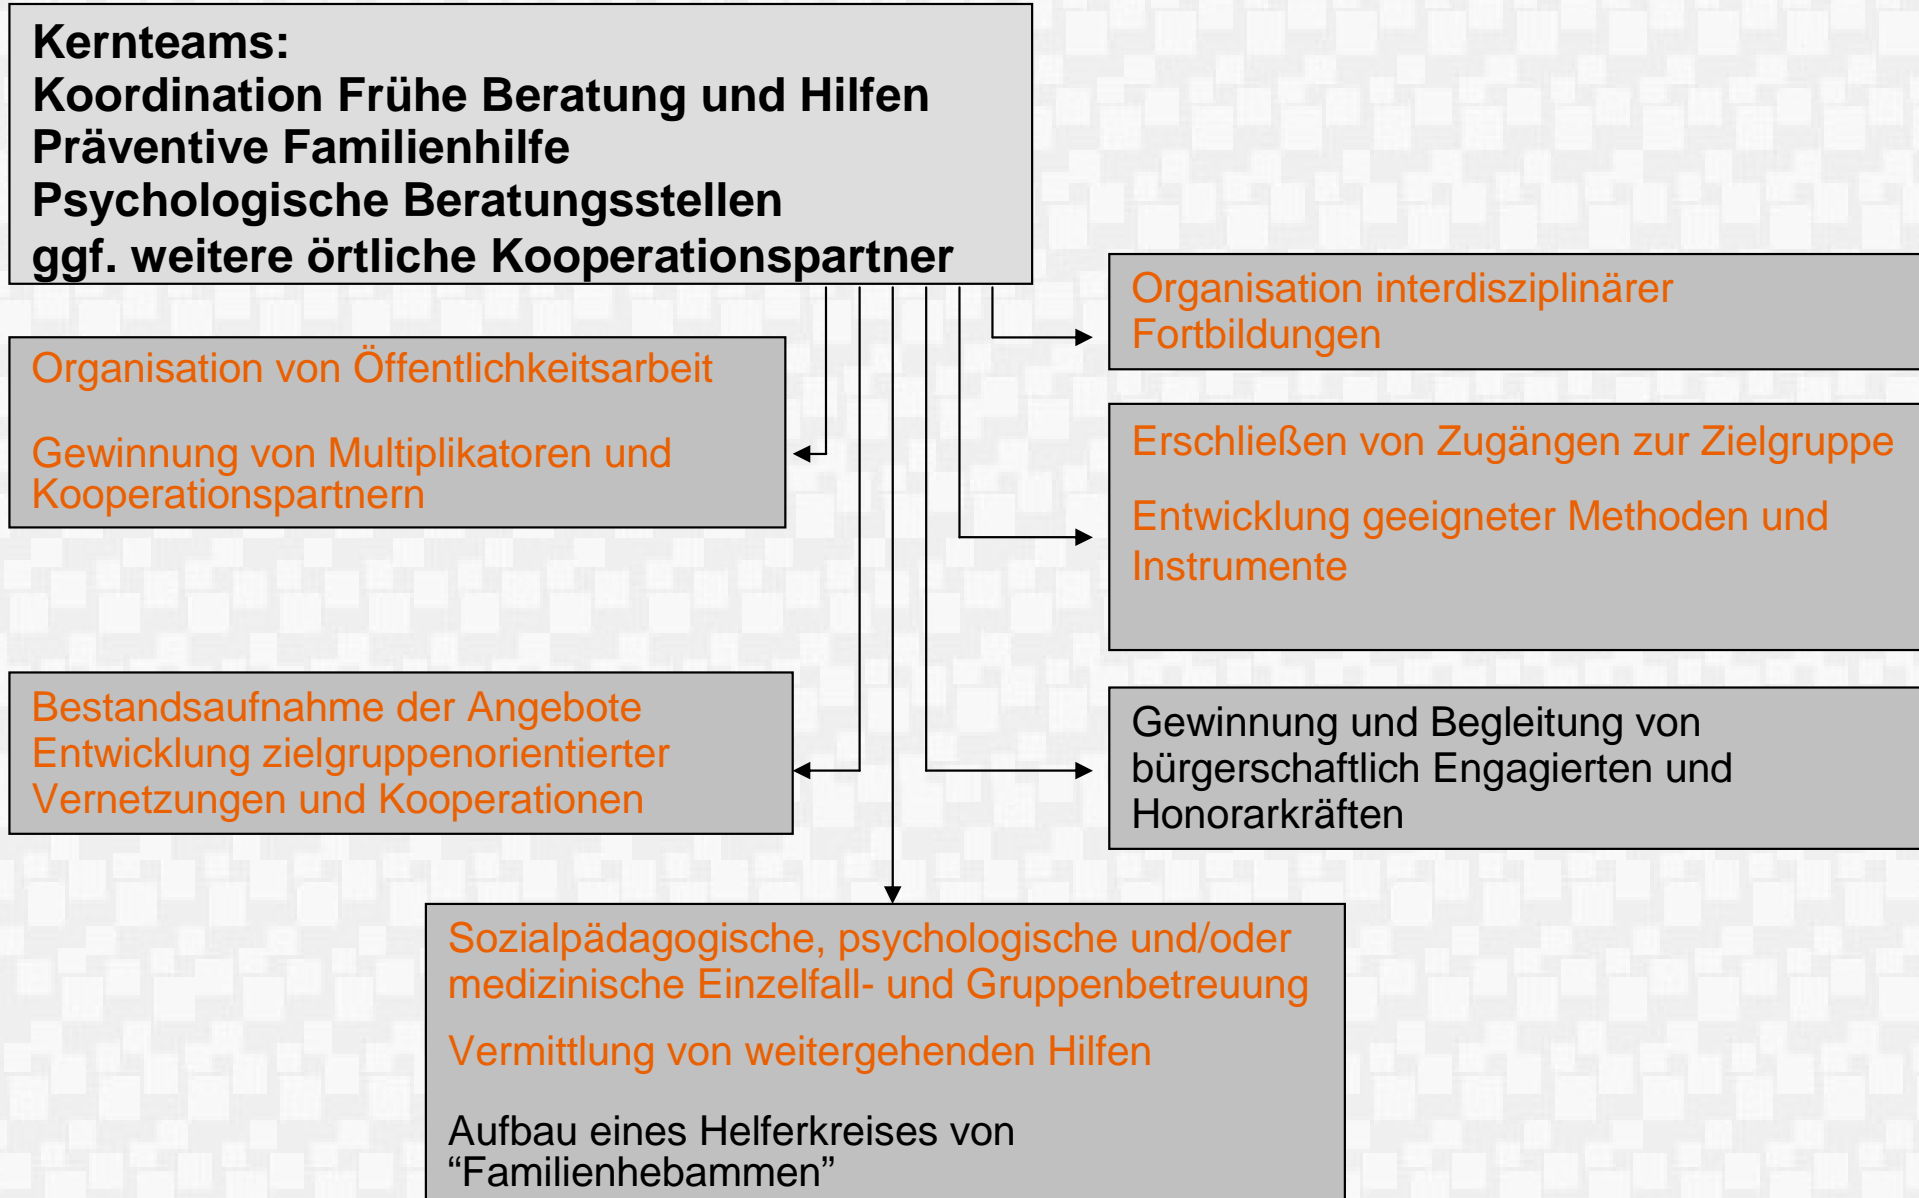 Kernteams:
Koordination Frühe Beratung und Hilfen
Präventive Familienhilfe
Psychologische Beratungsstellen
ggf. weitere örtliche Kooperationspartner
Organisation interdisziplinärer
Fortbildungen
Organisation von Öffentlichkeitsarbeit
Gewinnung von Multiplikatoren und
Kooperationspartnern
Erschließen von Zugängen zur Zielgruppe
Entwicklung geeigneter Methoden und
Instrumente
Bestandsaufnahme der Angebote
Entwicklung zielgruppenorientierter
Vernetzungen und Kooperationen
Gewinnung und Begleitung von
bürgerschaftlich Engagierten und
Honorarkräften
Sozialpädagogische, psychologische und/oder
medizinische Einzelfall- und Gruppenbetreuung
Vermittlung von weitergehenden Hilfen
Aufbau eines Helferkreises von
“Familienhebammen”